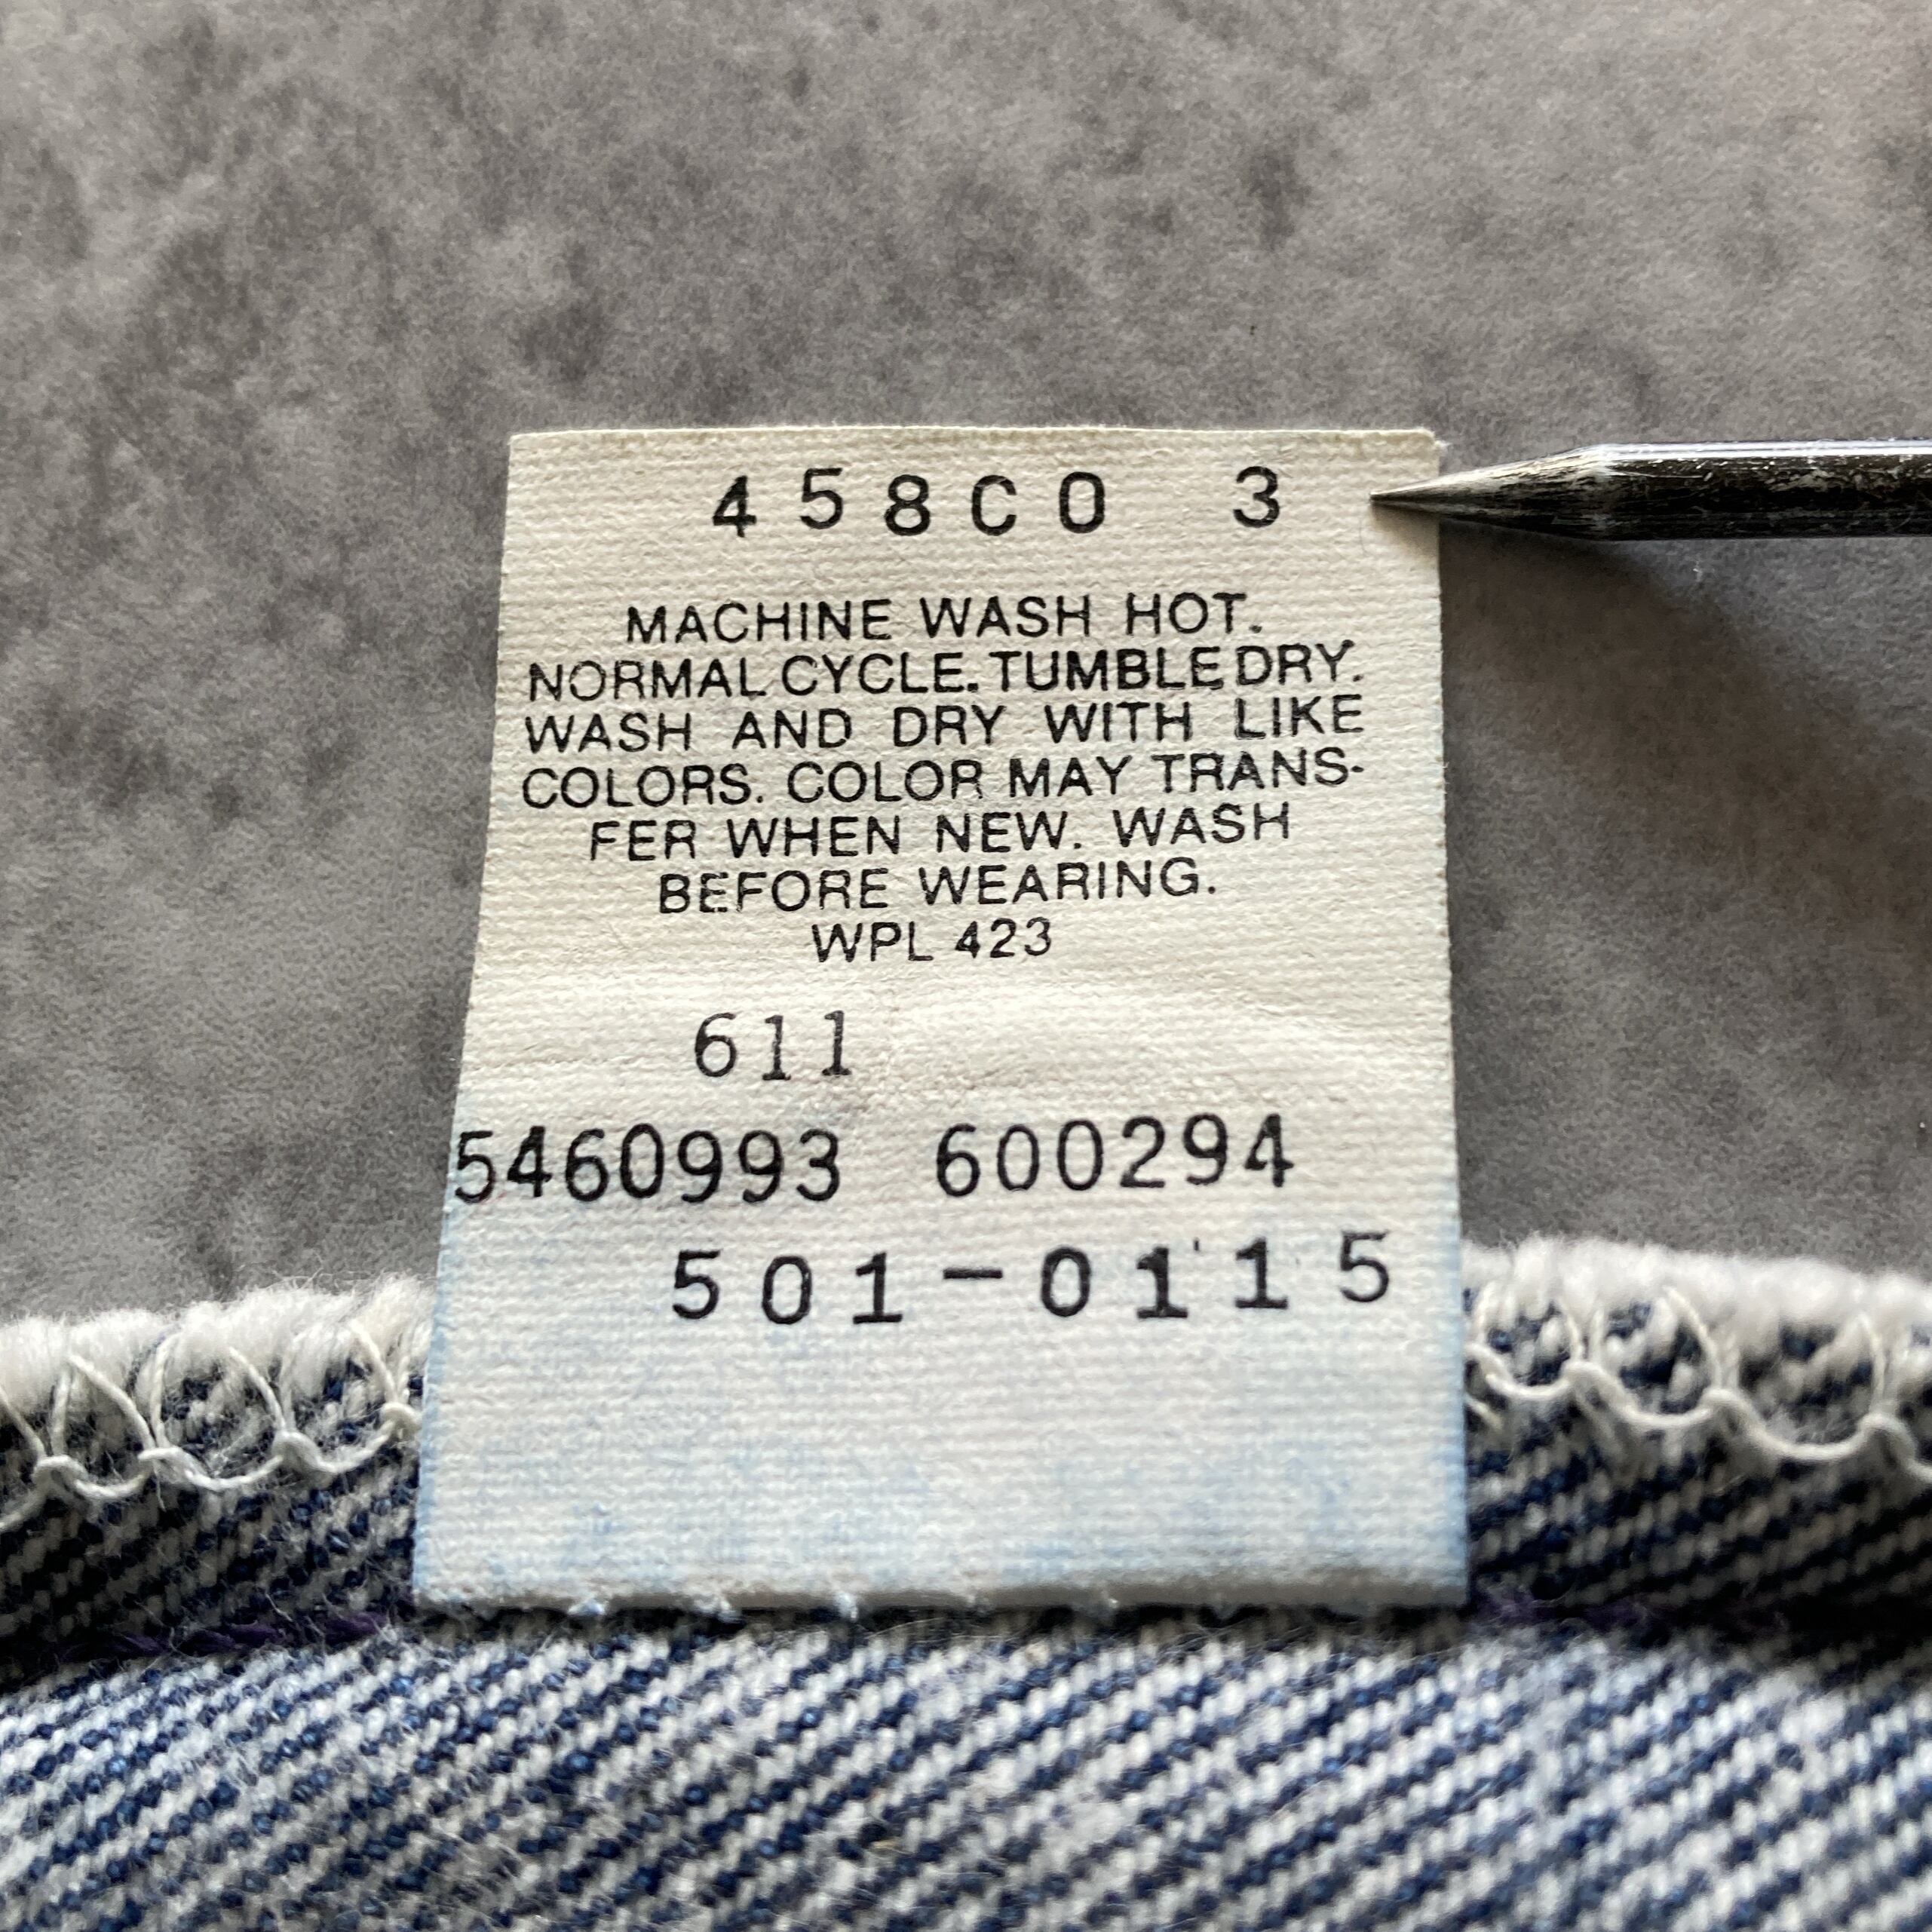 458C0 3
MACHINE WASH HOT.
NORMAL CYCLE. TUMBLE DRY.
WASH AND DRY WITH LIKE
COLORS. COLOR MAY TRANS-
FER WHEN NEW. WASH
BEFORE WEARING.
WPL 423
611
5460993 600294
501-0115